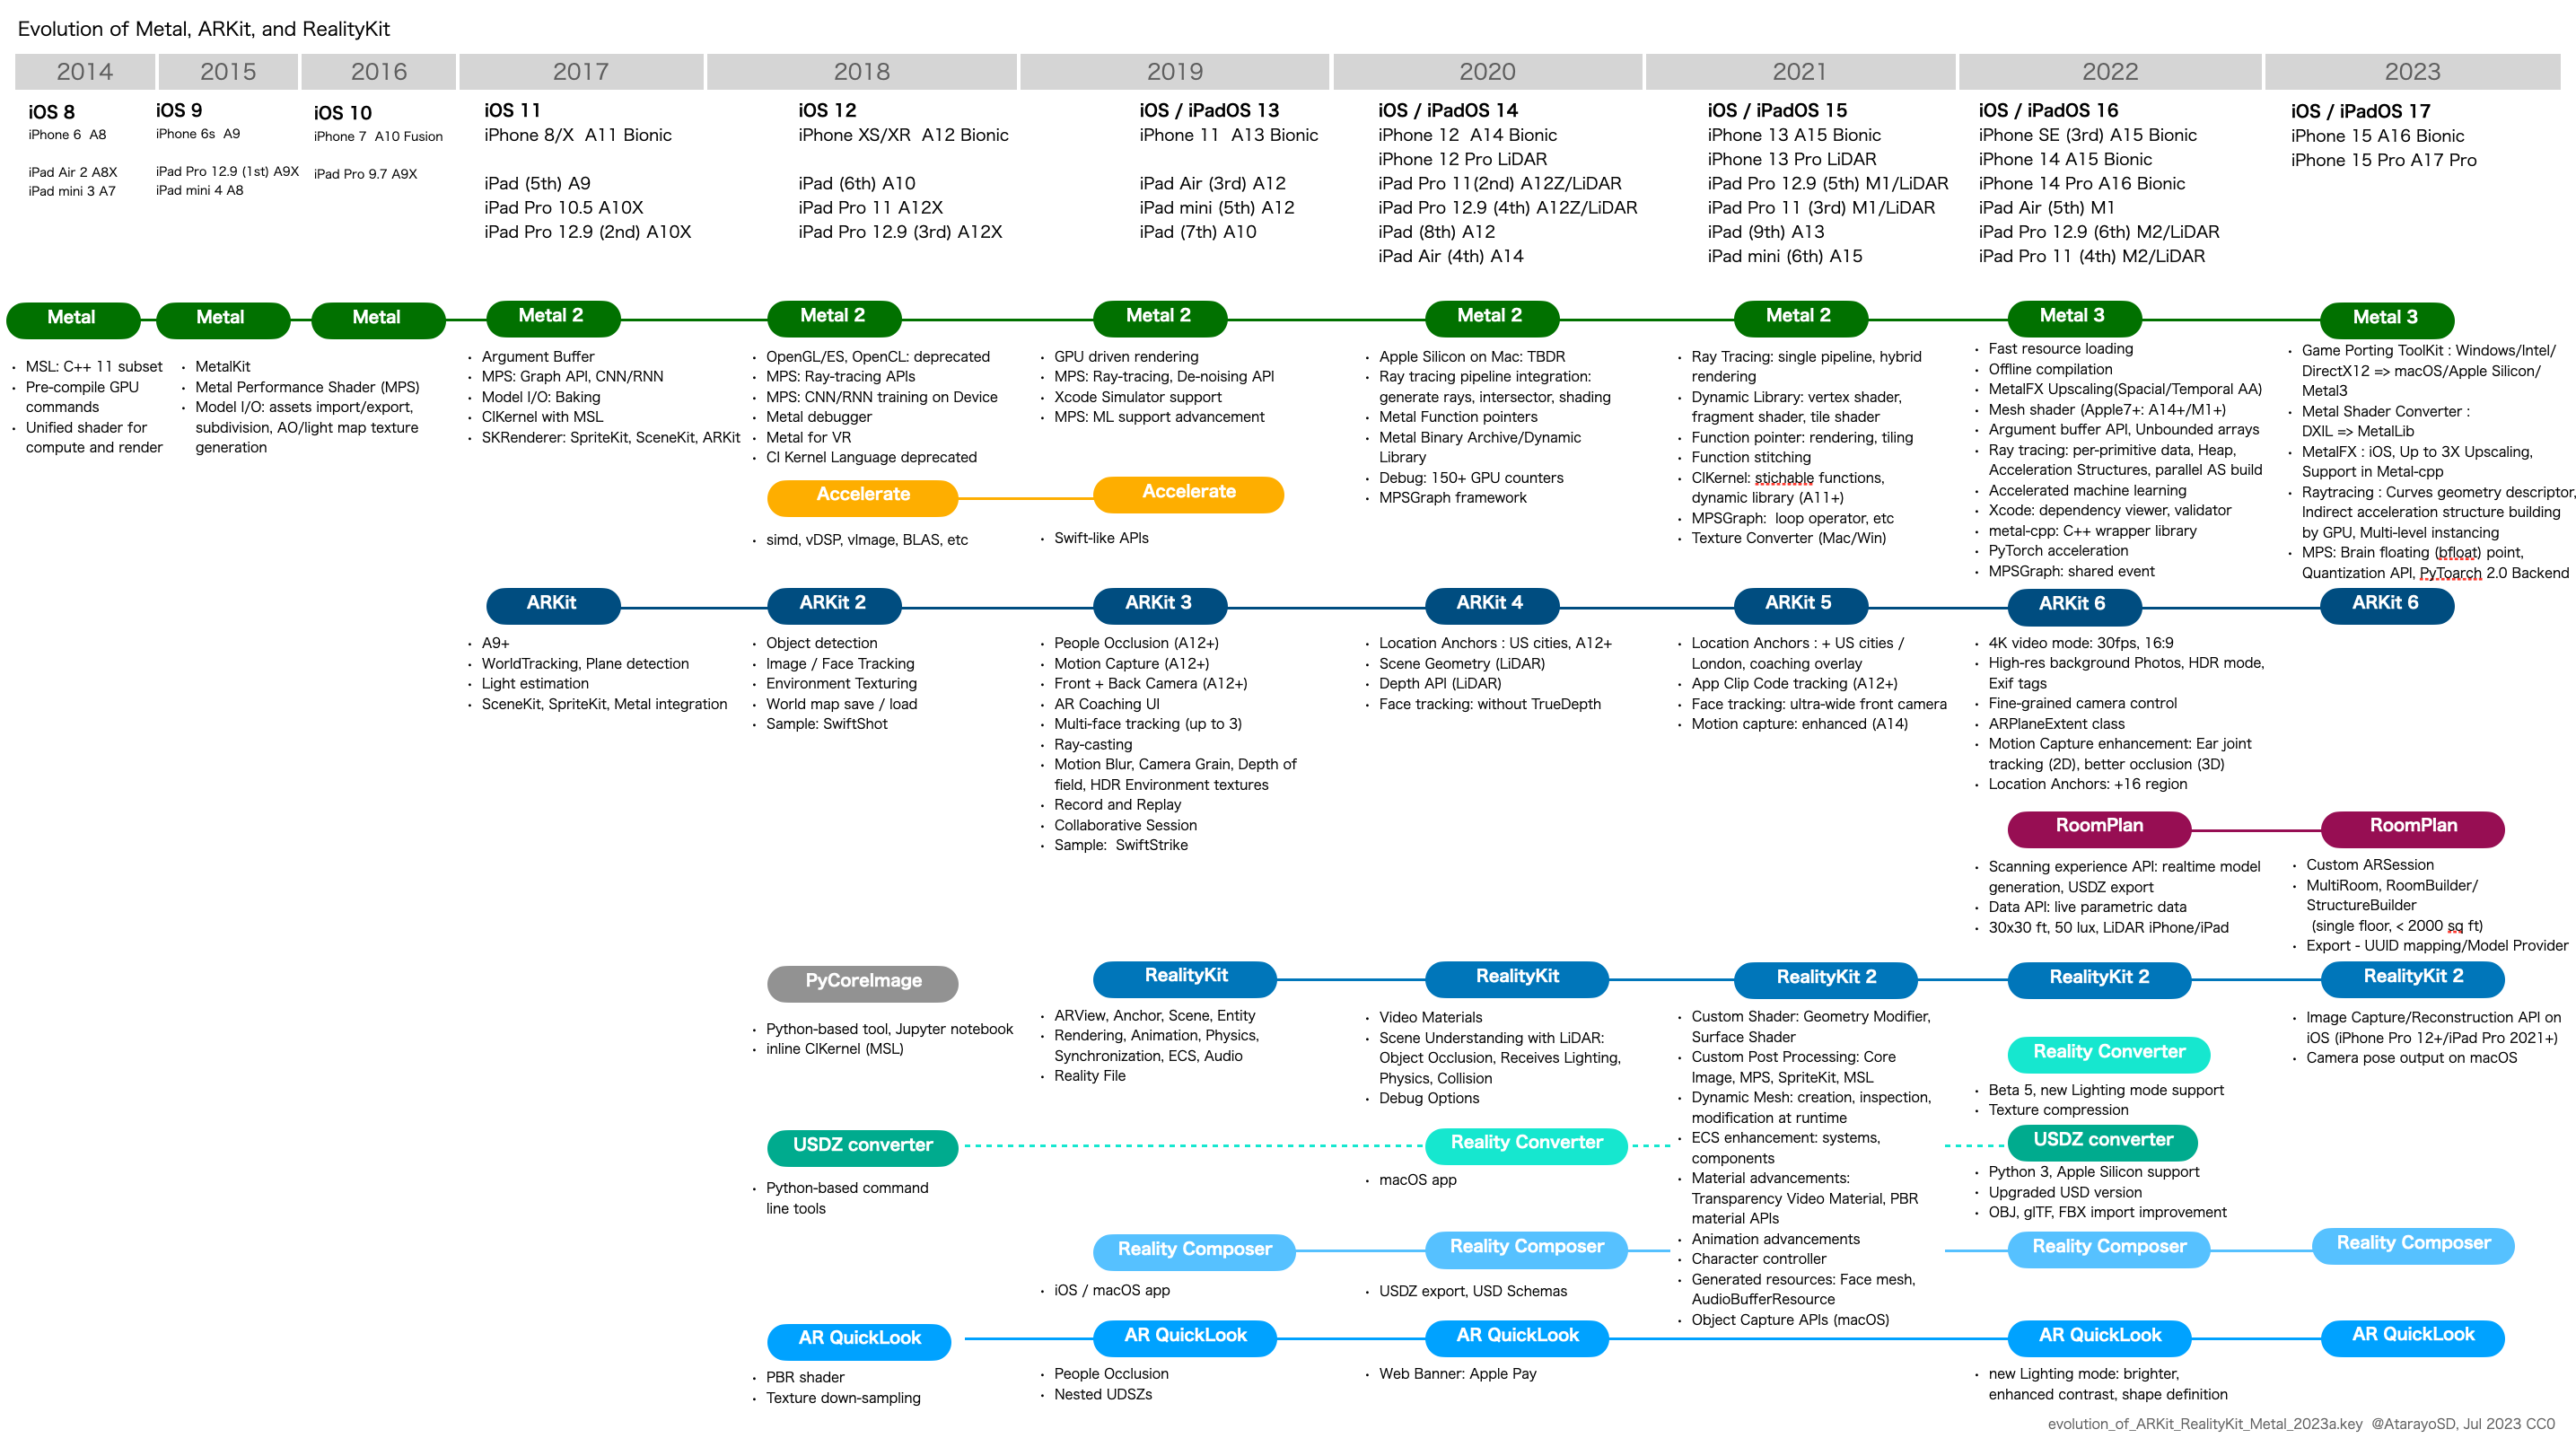 Evolution of Metal, ARKit, and RealityKit
2014
2015
2016
2017
2018
2019
2020
2021
2022
2023
iOS 8
iPhone 6 A8
iPad Air 2 A8X
iPad mini 3 A7
iOS 9
iPhone 6s A9
iPad Pro 12.9 (1st) A9X
iPad mini 4 A8
iOS 10
iPhone 7 A10 Fusion
iPad Pro 9.7 A9X
iOS 11
iPhone 8/X A11 Bionic
iPad (5th) A9
iPad Pro 10.5 A10X
iPad Pro 12.9 (2nd) A10X
iOS 12
iPhone XS/XR A12 Bionic
iPad (6th) A10
iPad Pro 11 A12X
iPad Pro 12.9 (3rd) A12X
iOS / iPadOS 13
iPhone 11 A13 Bionic
iPad Air (3rd) A12
iPad mini (5th) A12
iPad (7th) A10
iOS / iPadOS 14
iPhone 12 A14 Bionic
iPhone 12 Pro LiDAR
iPad Pro 11(2nd) A12Z/LiDAR
iPad Pro 12.9 (4th) A12Z/LiDAR
iPad (8th) A12
iPad Air (4th) A14
iOS / iPadOS 15
iPhone 13 A15 Bionic
iPhone 13 Pro LiDAR
iPad Pro 12.9 (5th) M1/LiDAR
iPad Pro 11 (3rd) M1/LiDAR
iPad (9th) A13
iPad mini (6th) A15
iOS / iPadOS 16
iPhone SE (3rd) A15 Bionic
iPhone 14 A15 Bionic
iPhone 14 Pro A16 Bionic
iPad Air (5th) M1
iPad Pro 12.9 (6th) M2/LiDAR
iPad Pro 11 (4th) M2/LiDAR
iOS / iPadOS 17
iPhone 15 A16 Bionic
iPhone 15 Pro A17 Pro
Metal
• MSL: C++ 11 subset
• Pre-compile GPU
commands
• Unified shader for
compute and render
Metal
• MetalKit
• Metal Performance Shader (MPS)
• Model I/O: assets import/export,
subdivision, AO/light map texture
generation
Metal
Metal 2
• Argument Buffer
• MPS: Graph API, CNN/RNN
• Model I/O: Baking
• CIKernel with MSL
• SKRenderer: SpriteKit, SceneKit, ARKit
Metal 2
• OpenGL/ES, OpenCL: deprecated
• MPS: Ray-tracing APIs
• MPS: CNN/RNN training on Device
• Metal debugger
• Metal for VR
• CI Kernel Language deprecated
Metal 2
• GPU driven rendering
• MPS: Ray-tracing, De-noising API
• Xcode Simulator support
• MPS: ML support advancement
Metal 2
• Apple Silicon on Mac: TBDR
• Ray tracing pipeline integration:
generate rays, intersector, shading
• Metal Function pointers
• Metal Binary Archive/Dynamic
Library
• Debug: 150+ GPU counters
• MPSGraph framework
Metal 2
• Ray Tracing: single pipeline, hybrid
rendering
• Dynamic Library: vertex shader,
fragment shader, tile shader
• Function pointer: rendering, tiling
• Function stitching
• CIKernel: stichable functions,
dynamic library (A11+)
• MPSGraph: loop operator, etc
• Texture Converter (Mac/Win)
Metal 3
• Fast resource loading
• Offline compilation
• MetalFX Upscaling(Spacial/Temporal AA)
• Mesh shader (Apple7+: A14+/M1+)
• Argument buffer API, Unbounded arrays
• Ray tracing: per-primitive data, Heap,
Acceleration Structures, parallel AS build
• Accelerated machine learning
• Xcode: dependency viewer, validator
• metal-cpp: C++ wrapper library
• PyTorch acceleration
• MPSGraph: shared event
Metal 3
• Game Porting ToolKit : Windows/Intel/
DirectX12 => macOS/Apple Silicon/
Metal3
• Metal Shader Converter :
DXIL => MetalLib
• MetalFX : iOS, Up to 3X Upscaling,
Support in Metal-cpp
• Raytracing : Curves geometry descriptor,
Indirect acceleration structure building
by GPU, Multi-level instancing
• MPS: Brain floating (bfloat) point,
Quantization API, PyToarch 2.0 Backend
Accelerate
• simd, vDSP, vImage, BLAS, etc
Accelerate
• Swift-like APIs
ARKit
• A9+
• WorldTracking, Plane detection
• Light estimation
• SceneKit, SpriteKit, Metal integration
ARKit 2
• Object detection
• Image / Face Tracking
• Environment Texturing
• World map save / load
• Sample: SwiftShot
ARKit 3
• People Occlusion (A12+)
• Motion Capture (A12+)
• Front + Back Camera (A12+)
• AR Coaching UI
• Multi-face tracking (up to 3)
• Ray-casting
• Motion Blur, Camera Grain, Depth of
field, HDR Environment textures
• Record and Replay
• Collaborative Session
• Sample: SwiftStrike
ARKit 4
• Location Anchors : US cities, A12+
• Scene Geometry (LiDAR)
• Depth API (LiDAR)
• Face tracking: without TrueDepth
ARKit 5
• Location Anchors : + US cities /
London, coaching overlay
• App Clip Code tracking (A12+)
• Face tracking: ultra-wide front camera
• Motion capture: enhanced (A14)
ARKit 6
• 4K video mode: 30fps, 16:9
• High-res background Photos, HDR mode,
Exif tags
• Fine-grained camera control
• ARPlaneExtent class
• Motion Capture enhancement: Ear joint
tracking (2D), better occlusion (3D)
• Location Anchors: +16 region
ARKit 6
RoomPlan
• Scanning experience API: realtime model
generation, USDZ export
• Data API: live parametric data
• 30x30 ft, 50 lux, LiDAR iPhone/iPad
RoomPlan
• Custom ARSession
• MultiRoom, RoomBuilder/
StructureBuilder
(single floor, < 2000 sq ft)
• Export - UUID mapping/Model Provider
PyCoreImage
• Python-based tool, Jupyter notebook
• inline CIKernel (MSL)
RealityKit
• ARView, Anchor, Scene, Entity
• Rendering, Animation, Physics,
Synchronization, ECS, Audio
• Reality File
RealityKit
• Video Materials
• Scene Understanding with LiDAR:
Object Occlusion, Receives Lighting,
Physics, Collision
• Debug Options
RealityKit 2
• Custom Shader: Geometry Modifier,
Surface Shader
• Custom Post Processing: Core
Image, MPS, SpriteKit, MSL
• Dynamic Mesh: creation, inspection,
modification at runtime
• ECS enhancement: systems,
components
• Material advancements:
Transparency Video Material, PBR
material APIs
• Animation advancements
• Character controller
• Generated resources: Face mesh,
AudioBufferResource
• Object Capture APIs (macOS)
RealityKit 2
RealityKit 2
• Image Capture/Reconstruction API on
iOS (iPhone Pro 12+/iPad Pro 2021+)
• Camera pose output on macOS
Reality Converter
• Beta 5, new Lighting mode support
• Texture compression
USDZ converter
• Python-based command
line tools
Reality Converter
• macOS app
USDZ converter
• Python 3, Apple Silicon support
• Upgraded USD version
• OBJ, glTF, FBX import improvement
Reality Composer
• iOS / macOS app
Reality Composer
• USDZ export, USD Schemas
Reality Composer
Reality Composer
AR QuickLook
• PBR shader
• Texture down-sampling
AR QuickLook
• People Occlusion
• Nested UDSZs
AR QuickLook
• Web Banner: Apple Pay
AR QuickLook
• new Lighting mode: brighter,
enhanced contrast, shape definition
AR QuickLook
evolution_of_ARKit_RealityKit_Metal_2023a.key @AtarayoSD, Jul 2023 CC0